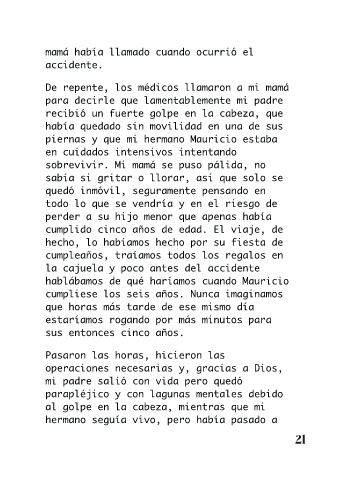 mamá había llamado cuando ocurrió el
accidente.
De repente, los médicos llamaron a mi mamá
para decirle que lamentablemente mi padre
recibió un fuerte golpe en la cabeza, que
había quedado sin movilidad en una de sus
piernas y que mi hermano Mauricio estaba
en cuidados intensivos intentando
sobrevivir. Mi mamá se puso pálida, no
sabía si gritar o llorar, así que solo se
quedó inmóvil, seguramente pensando en
todo lo que se vendría y en el riesgo de
perder a su hijo menor que apenas había
cumplido cinco años de edad. El viaje, de
hecho, lo habíamos hecho por su fiesta de
cumpleaños, traíamos todos los regalos en
la cajuela y poco antes del accidente
hablábamos de qué haríamos cuando Mauricio
cumpliese los seis años. Nunca imaginamos
que horas más tarde de ese mismo día
estaríamos rogando por más minutos para
sus entonces cinco años.
Pasaron las horas, hicieron las
operaciones necesarias y, gracias a Dios,
mi padre salió con vida pero quedó
parapléjico y con lagunas mentales debido
al golpe en la cabeza, mientras que mi
hermano seguía vivo, pero había pasado a
21